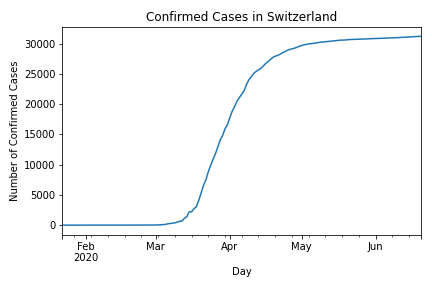 Confirmed Cases in Switzerland
Number of Confirmed Cases
30000
25000
20000
15000
10000
5000
0
Feb
2020
Mar
Apr
May
Jun
Day